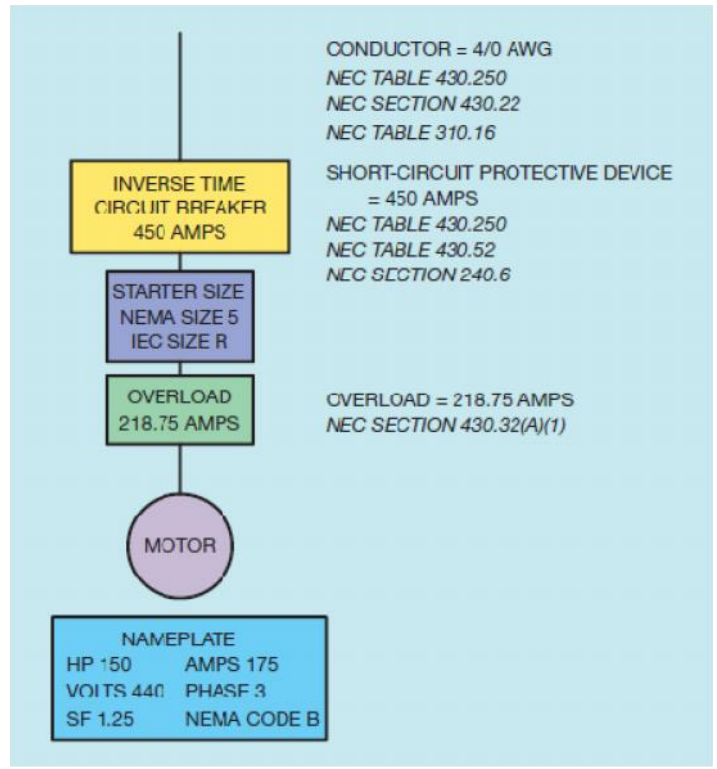 CONDUCTOR = 4/0 AWG
NEC TABLE 430.250
NEC SECTION 430.22
NEC TABLE 310.16
INVERSE TIME
CIRCUIT BREAKER
450 AMPS
SHORT-CIRCUIT PROTECTIVE DEVICE
= 450 AMPS
NEC TABLE 430.250
NEC TABLE 430.52
NEC SECTION 240.6
STARTER SIZE
NEMA SIZE 5
IEC SIZE R
OVERLOAD
218.75 AMPS
OVERLOAD = 218.75 AMPS
NEC SECTION 430.32(A)(1)
MOTOR
NAMEPLATE
HP 150 AMPS 175
VOLTS 440 PHASE 3
SF 1.25 NEMA CODE B